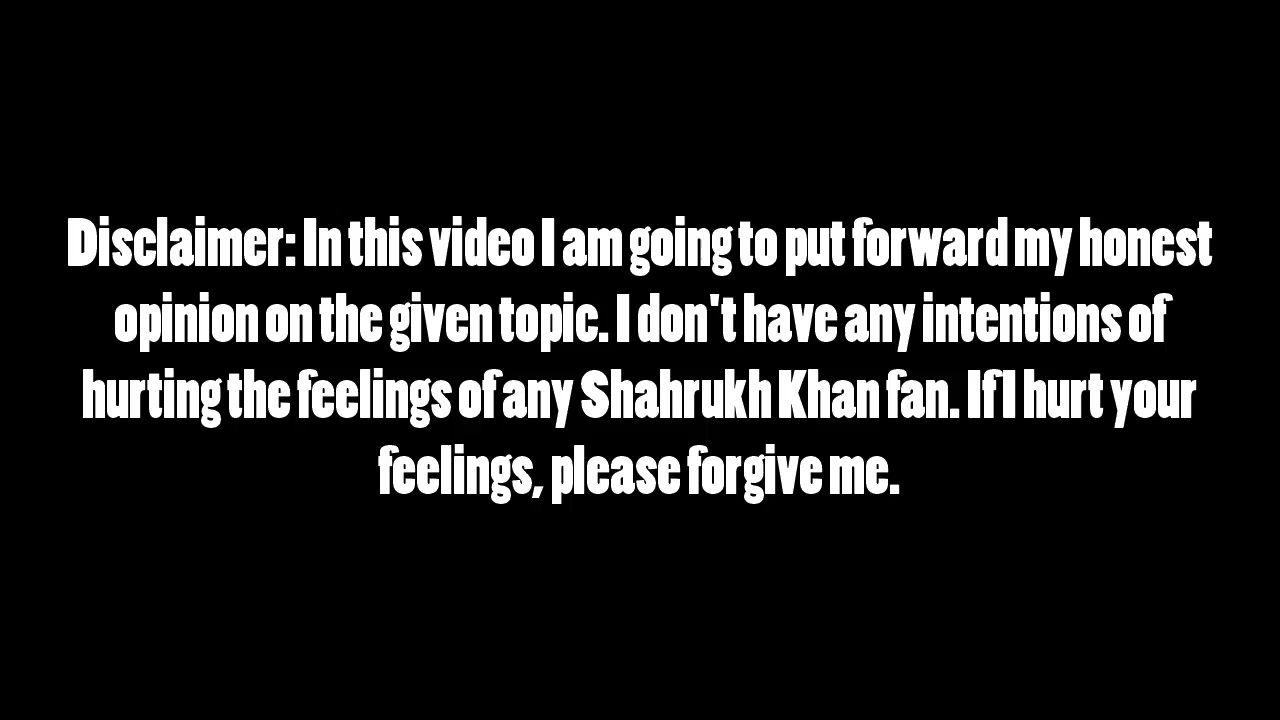 Disclaimer: In this video I am going to put forward my honest
opinion on the given topic. I don't have any intentions of
hurting the feelings of any Shahrukh Khan fan. If I hurt your
feelings, please forgive me.